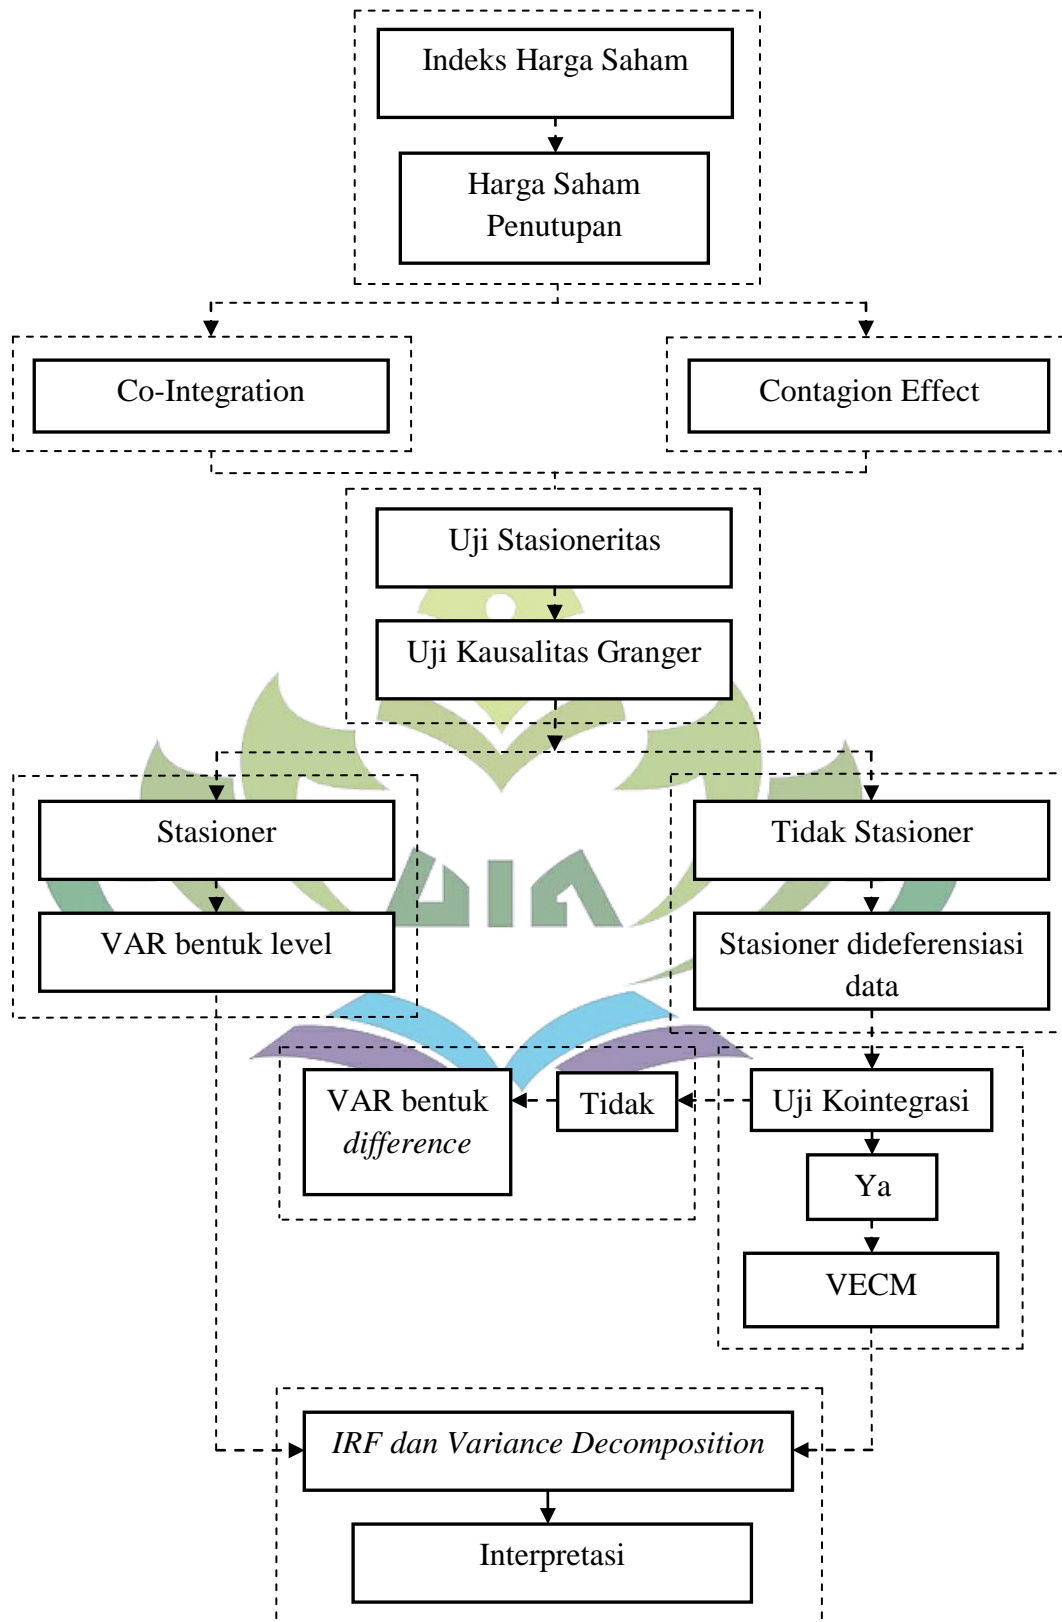 Indeks Harga Saham
Harga Saham
Penutupan
Co-Integration
Contagion Effect
Uji Stasioneritas
Uji Kausalitas Granger
Stasioner
Tidak Stasioner
VAR bentuk level
Stasioner dideferensiasi
data
VAR bentuk
difference
Tidak
Uji Kointegrasi
Ya
VECM
IRF dan Variance Decomposition
Interpretasi